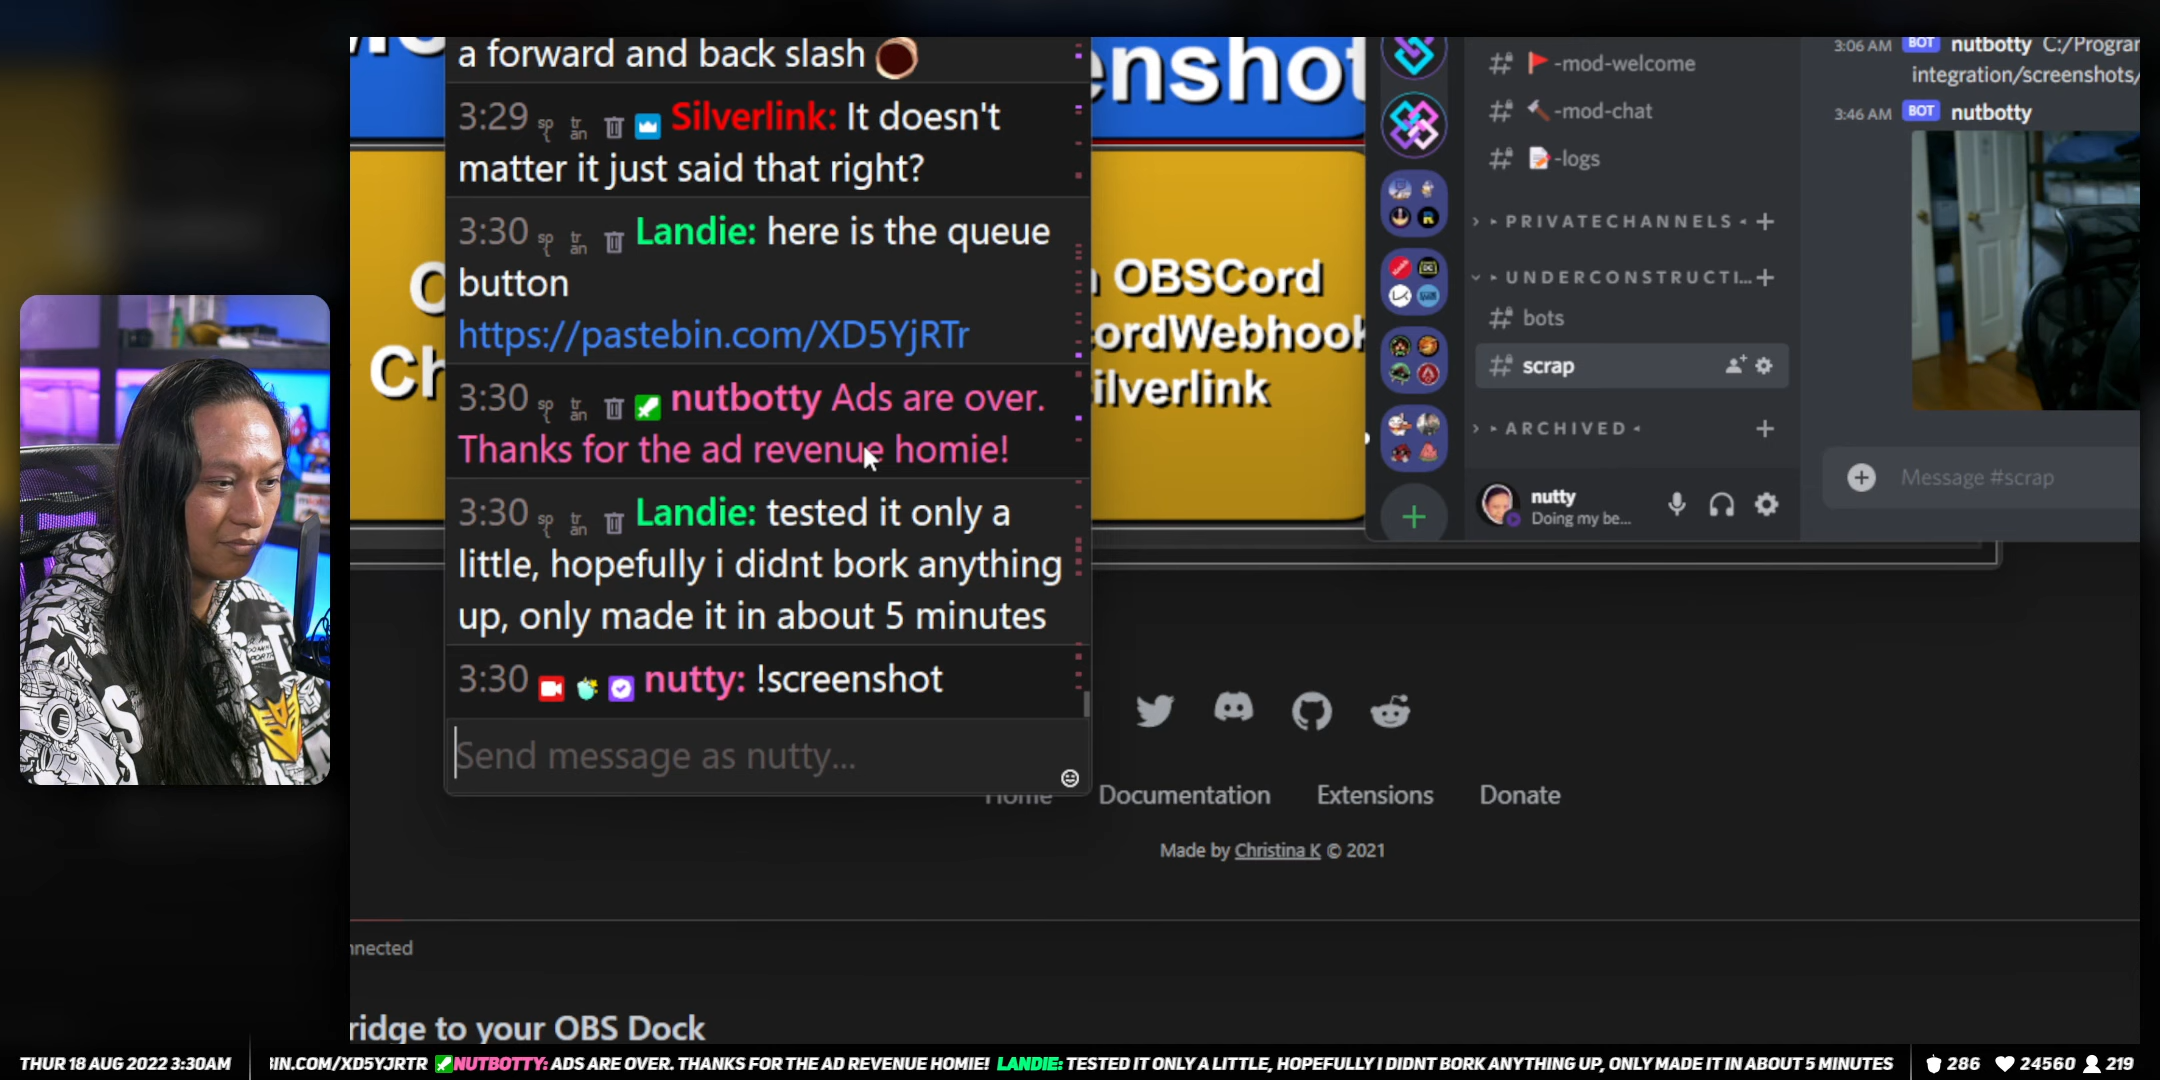 a forward and back slash
3:29 Silverlink: It doesn't
matter it just said that right?
3:30 Landie: here is the queue
button
https://pastebin.com/XD5YjRTr
3:30 nutbotty Ads are over.
Thanks for the ad revenue homie!
3:30 Landie: tested it only a
little, hopefully i didnt bork anything
up, only made it in about 5 minutes
3:30 nutty: !screenshot
Send message as nutty...
enshot
OBSCord
ordWebhook
ilverlink
Ch
-mod-welcome
-mod-chat
-logs
PRIVATECHANNELS
UNDERCONSTRUCTI...
bots
scrap
ARCHIVED
nutty
Doing my be...
3:06 AM BOT nutbotty C:/Program
integration/screenshots/
3:46 AM BOT nutbotty
Message #scrap
Home Documentation Extensions Donate
Made by Christina K © 2021
nnected
ridge to your OBS Dock
THUR 18 AUG 2022 3:30AM
BIN.COM/XD5YJRTR NUTBOTTY: ADS ARE OVER. THANKS FOR THE AD REVENUE HOMIE! LANDIE: TESTED IT ONLY A LITTLE, HOPEFULLY I DIDNT BORK ANYTHING UP, ONLY MADE IT IN ABOUT 5 MINUTES
286 24560 219